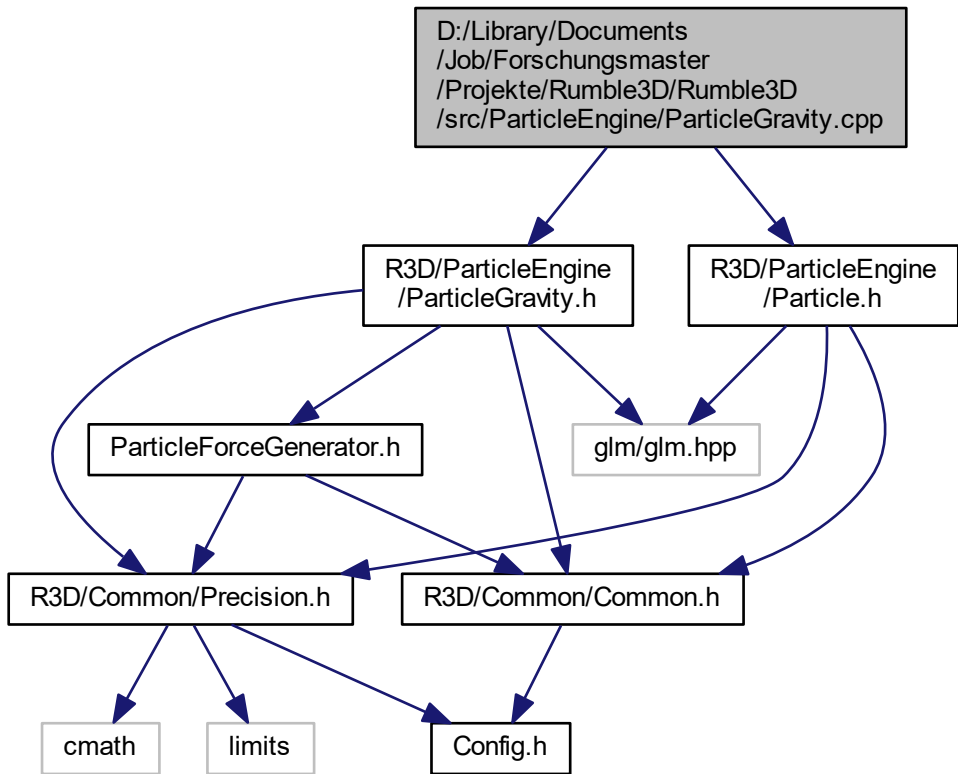 D:/Library/Documents
/Job/Forschungsmaster
/Projekte/Rumble3D/Rumble3D
/src/ParticleEngine/ParticleGravity.cpp
R3D/ParticleEngine
/ParticleGravity.h
R3D/ParticleEngine
/Particle.h
ParticleForceGenerator.h
glm/glm.hpp
R3D/Common/Precision.h
R3D/Common/Common.h
cmath
limits
Config.h